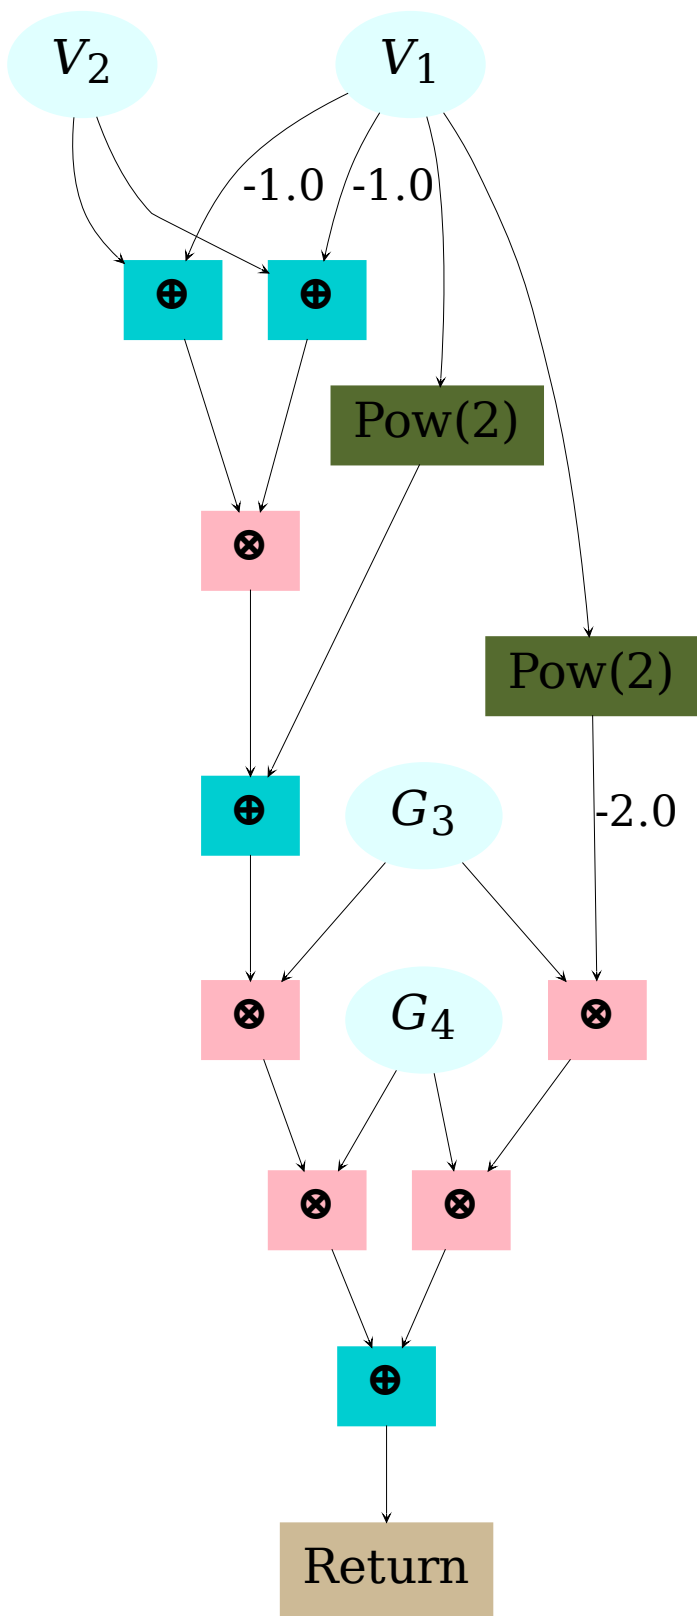 V2 V1
-1.0 -1.0
⊕ ⊕
Pow(2)
⊗
Pow(2)
⊕ G3 -2.0
⊗ G4 ⊗
⊗ ⊗
⊕
Return